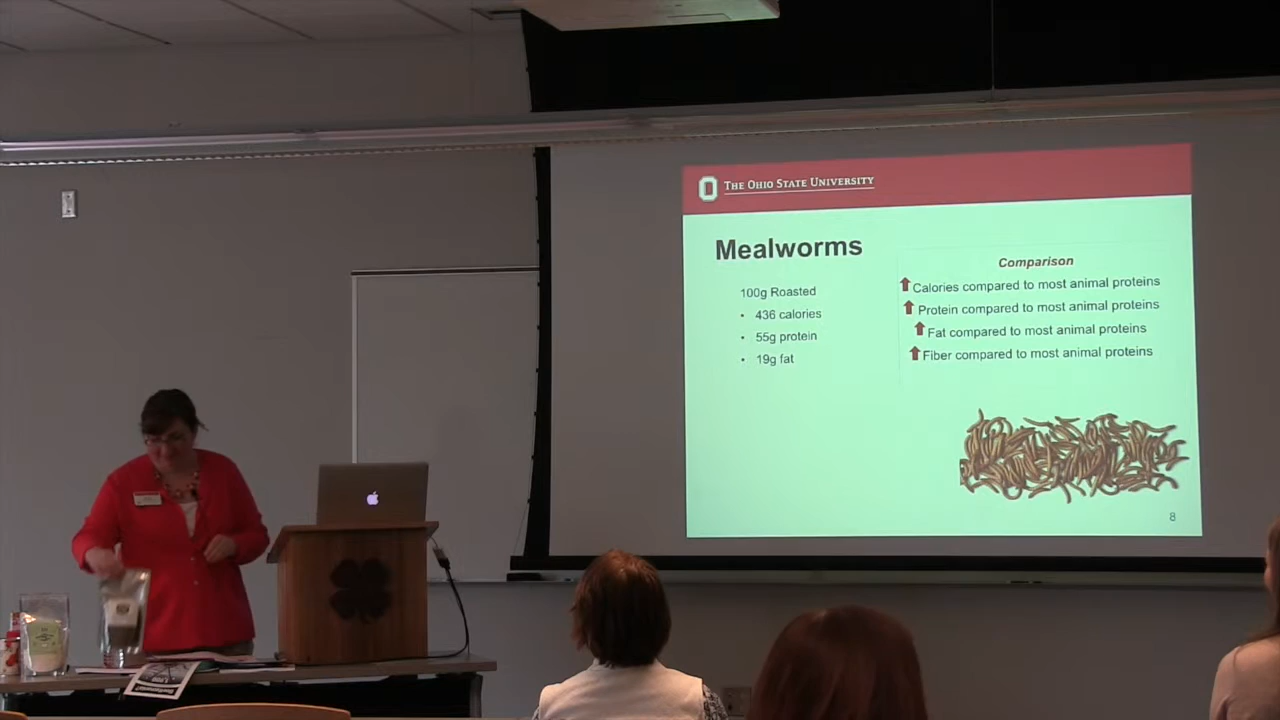 THE OHIO STATE UNIVERSITY
Mealworms
100g Roasted
• 436 calories
• 55g protein
• 19g fat
Comparison
Calories compared to most animal proteins
Protein compared to most animal proteins
Fat compared to most animal proteins
Fiber compared to most animal proteins
8